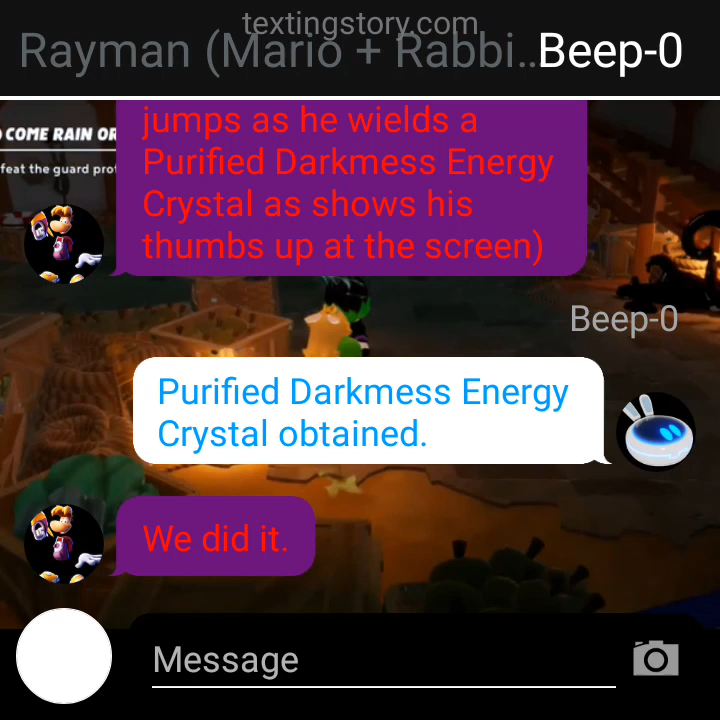 textingstory.com
Rayman (Mario + Rabbi... Beep-0
COME RAIN OR
feat the guard prot
jumps as he wields a
Purified Darkmess Energy
Crystal as shows his
thumbs up at the screen)
Beep-0
Purified Darkmess Energy
Crystal obtained.
We did it.
Message